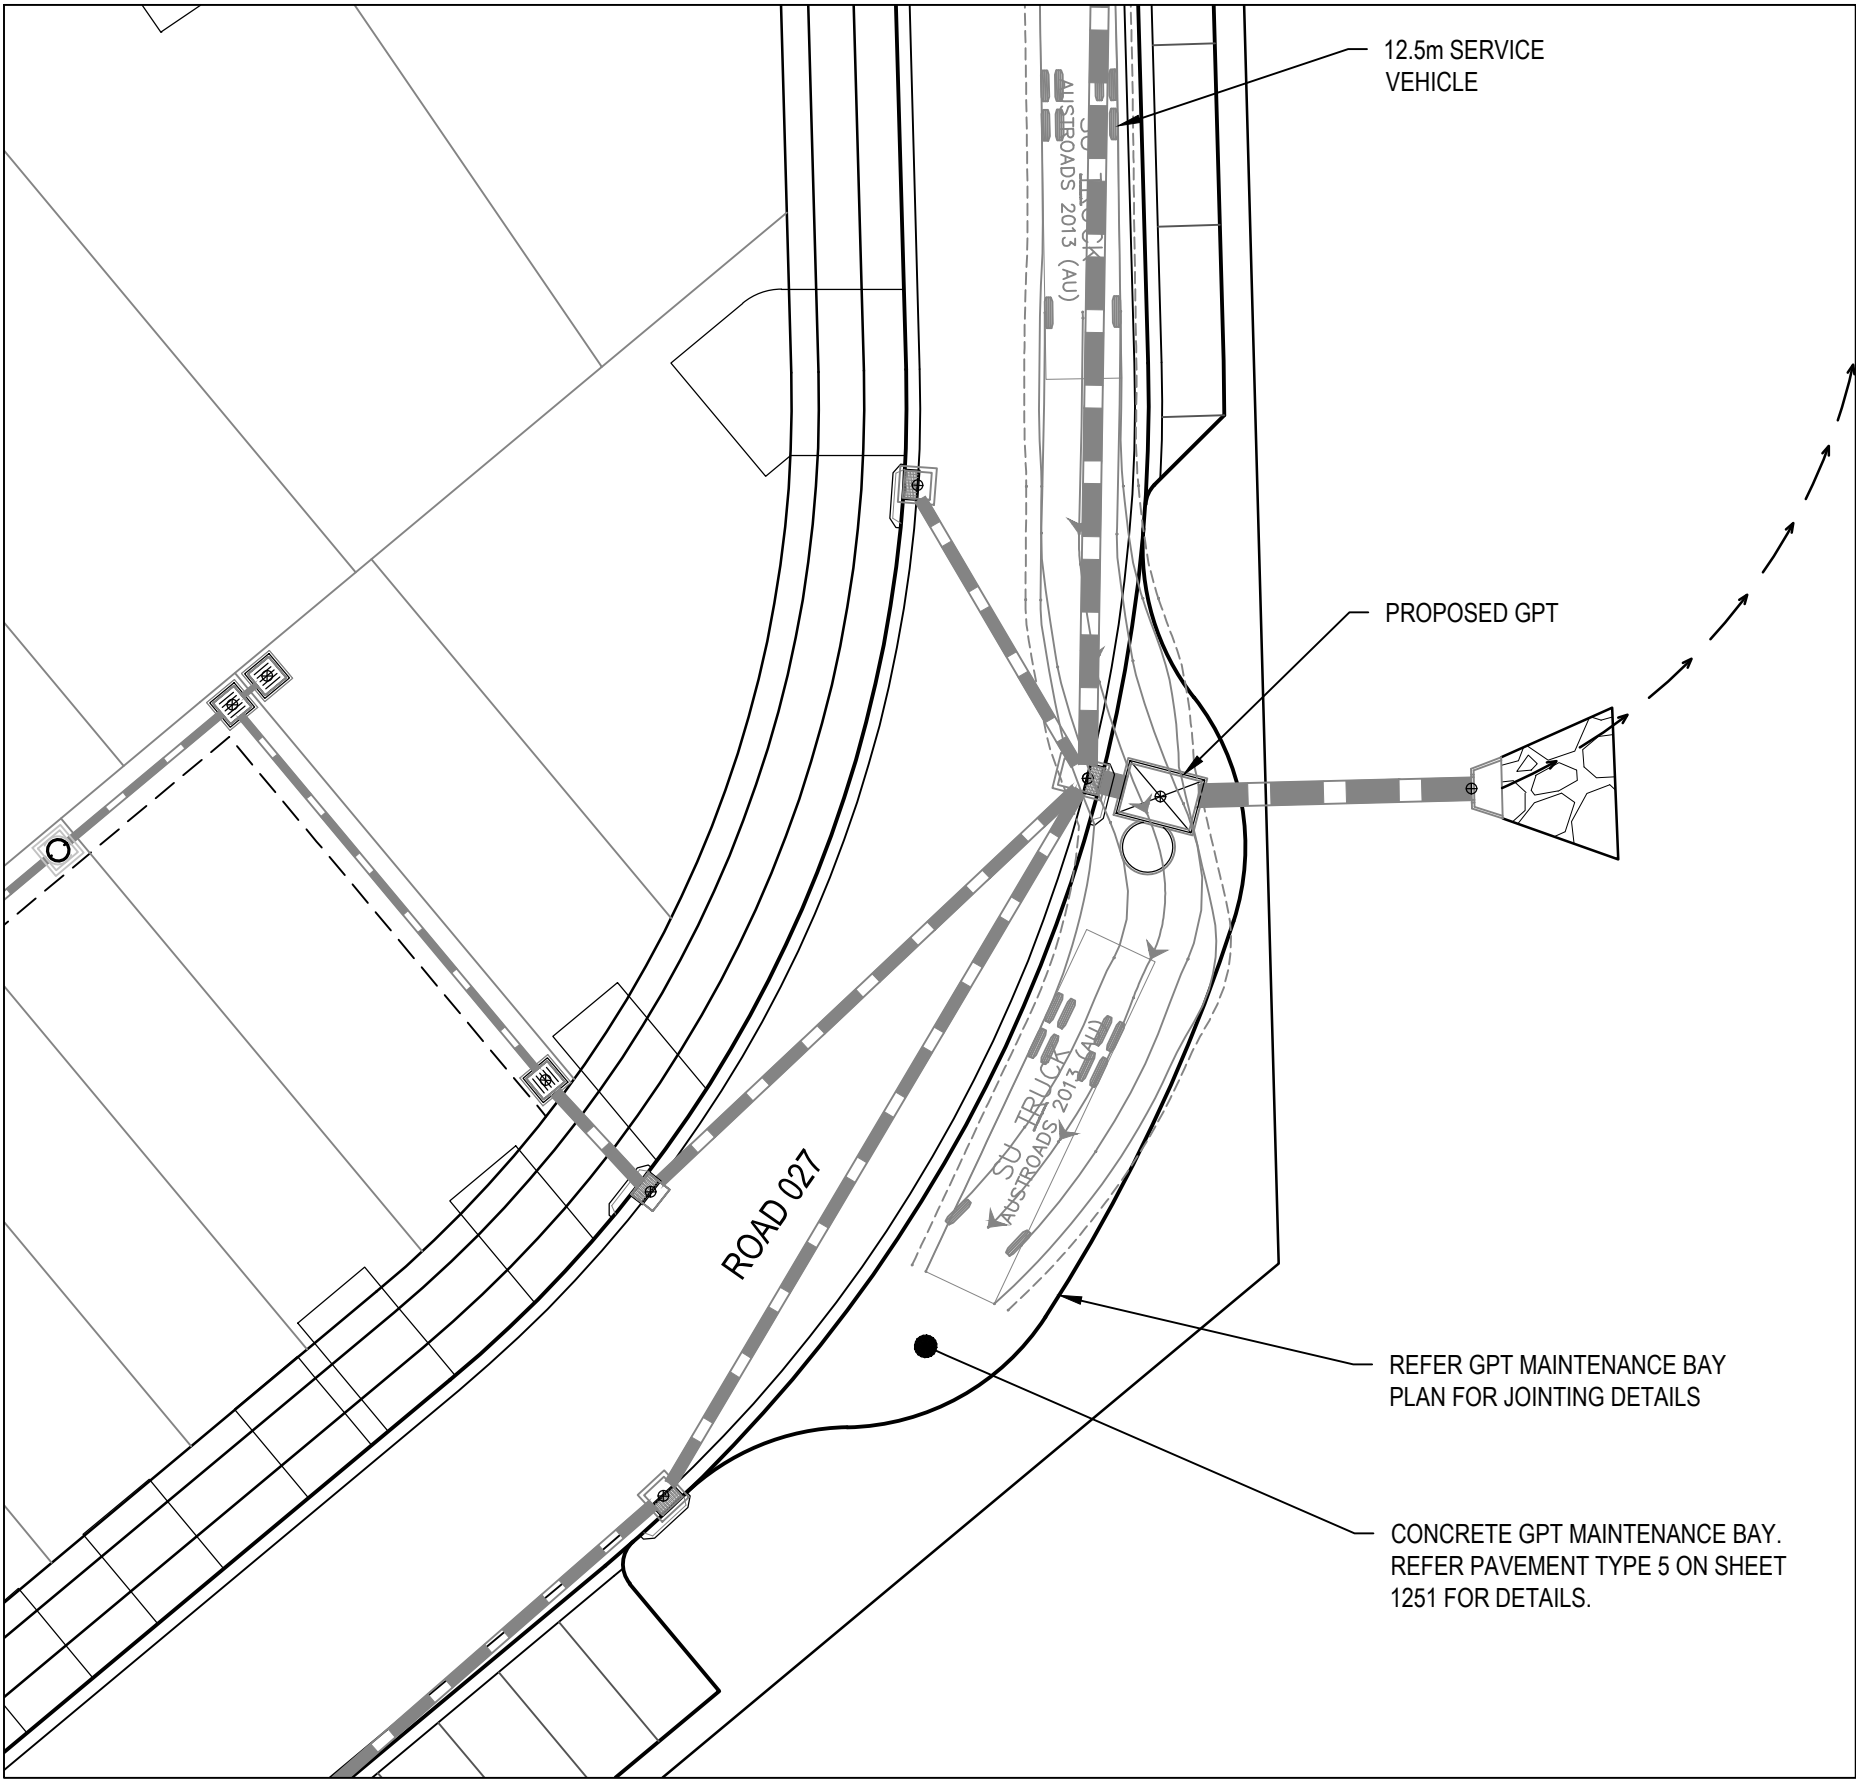 12.5m SERVICE
VEHICLE
SU TRUCK
AUSTROADS 2013 (AU)
PROPOSED GPT
SU TRUCK
AUSTROADS 2013 (AU)
ROAD 027
REFER GPT MAINTENANCE BAY
PLAN FOR JOINTING DETAILS
CONCRETE GPT MAINTENANCE BAY.
REFER PAVEMENT TYPE 5 ON SHEET
1251 FOR DETAILS.